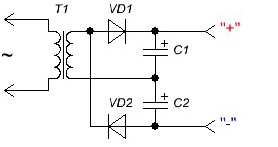 T1 VD1 "+"
+ C1
~
+ C2
VD2 "-"